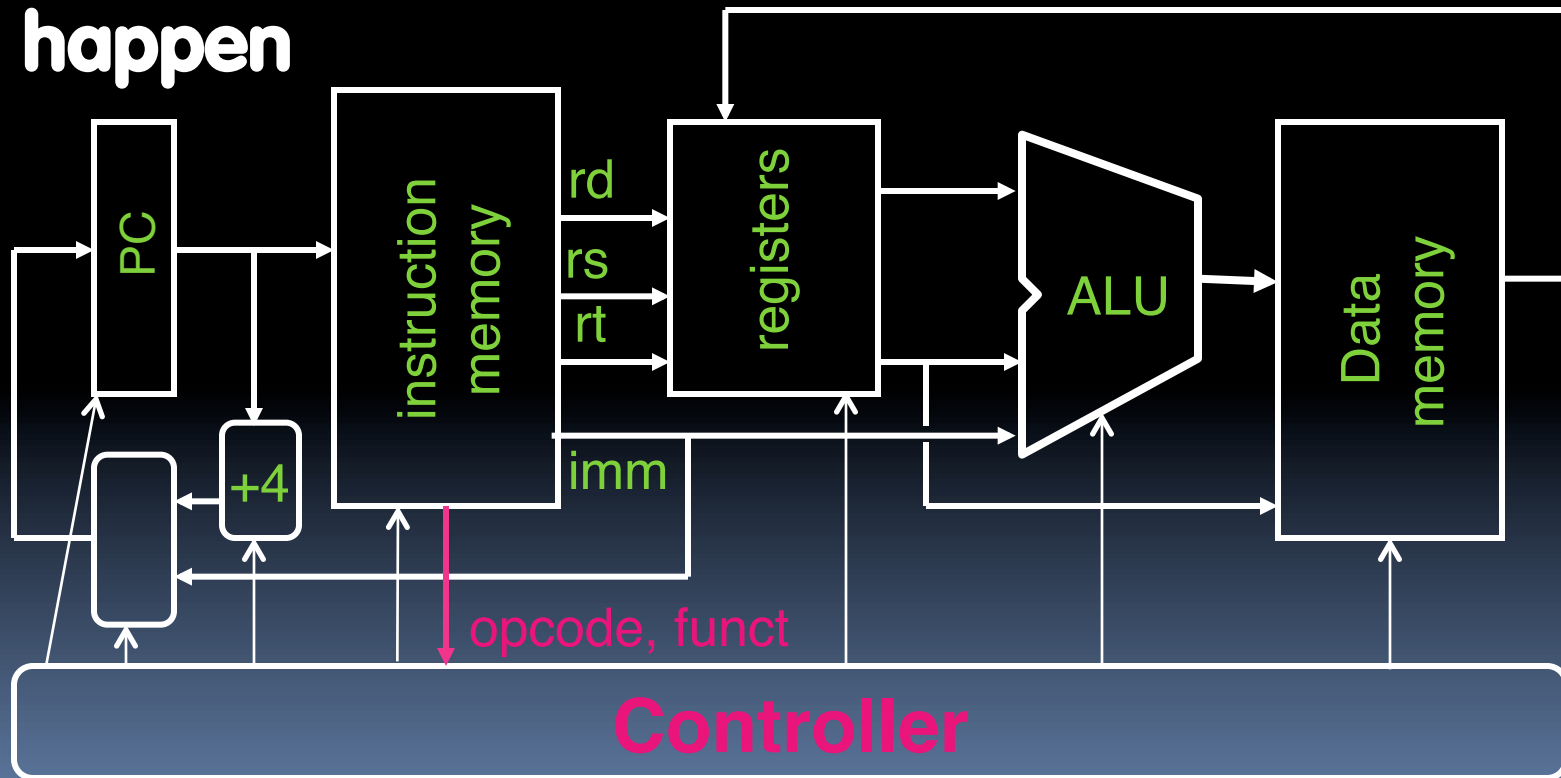 happen
PC
instruction
memory
rd
rs
rt
imm
registers
ALU
Data
memory
+4
opcode, funct
Controller